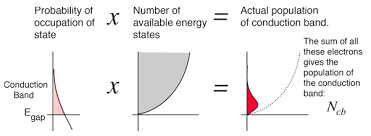 Probability of occupation of state
x
Number of available energy states
=
Actual population of conduction band.
Conduction Band
E gap
x
=
The sum of all these electrons gives the population of the conduction band:
N cb